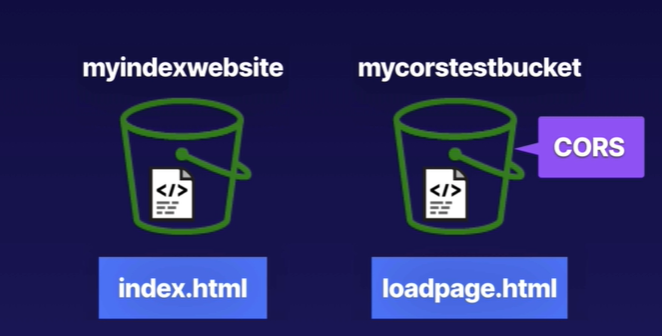 myindexwebsite
mycorstestbucket
CORS
</>
</>
index.html
loadpage.html